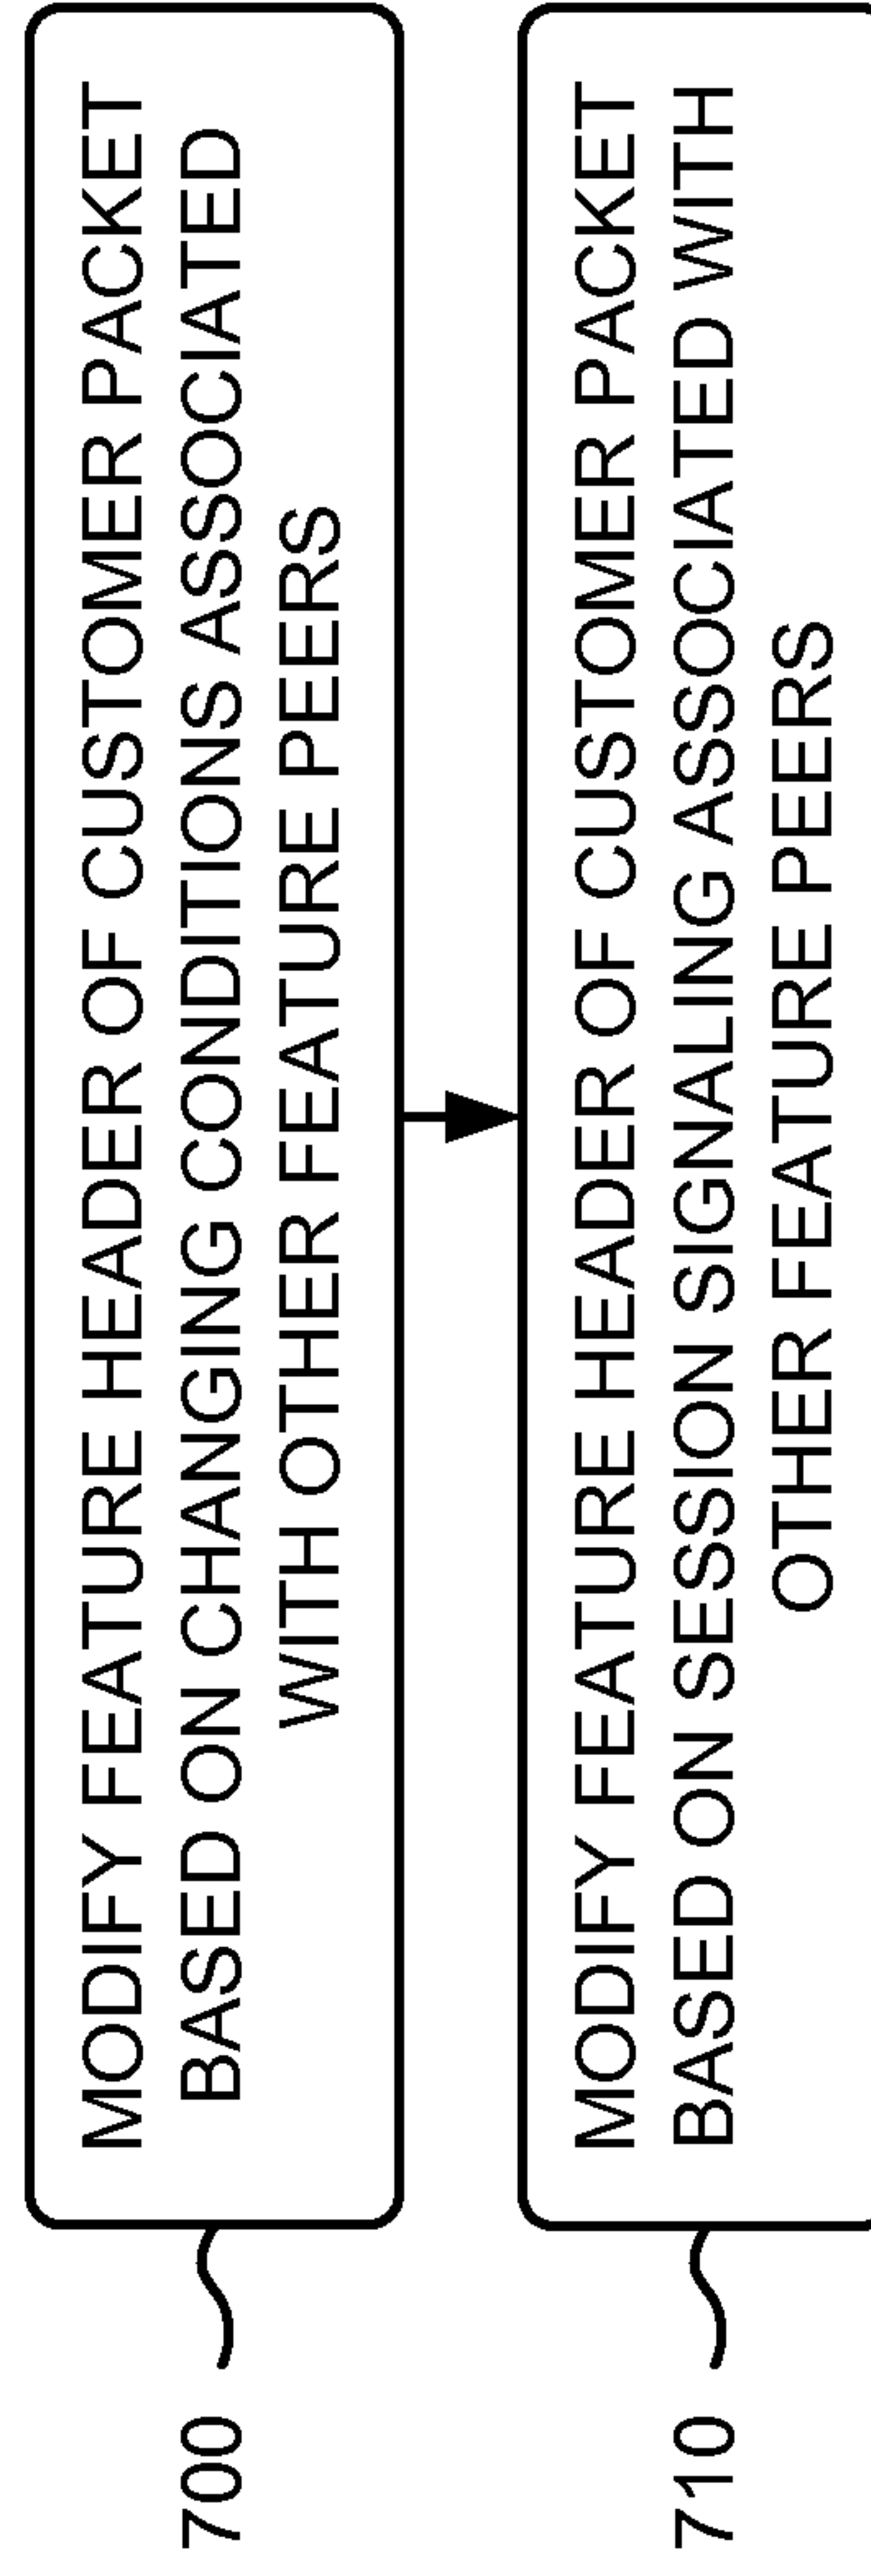 700
MODIFY FEATURE HEADER OF CUSTOMER PACKET
BASED ON CHANGING CONDITIONS ASSOCIATED
WITH OTHER FEATURE PEERS
710
MODIFY FEATURE HEADER OF CUSTOMER PACKET
BASED ON SESSION SIGNALING ASSOCIATED WITH
OTHER FEATURE PEERS